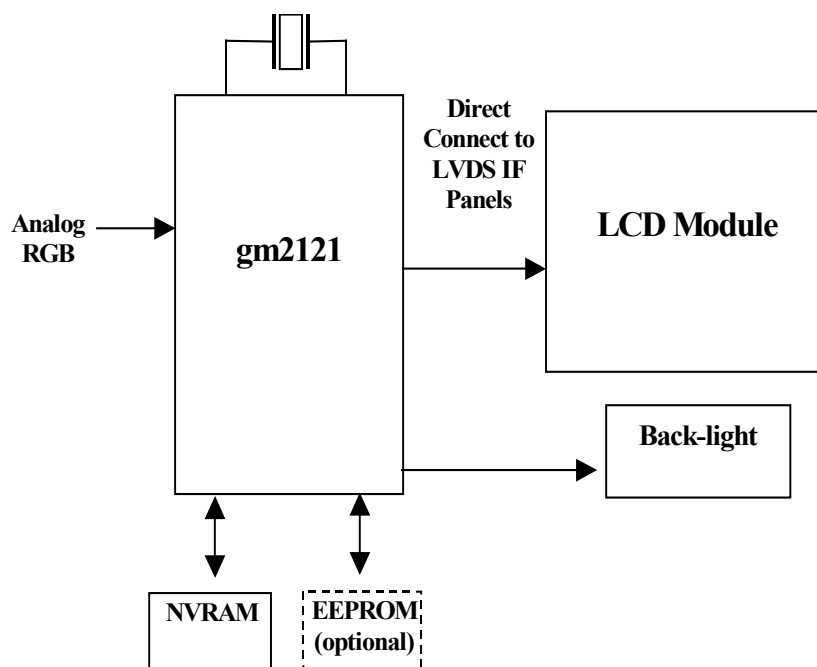 Direct
Connect to
LVDS IF
Panels
LCD Module
Analog
RGB
gm2121
Back-light
NVRAM
EEPROM
(optional)